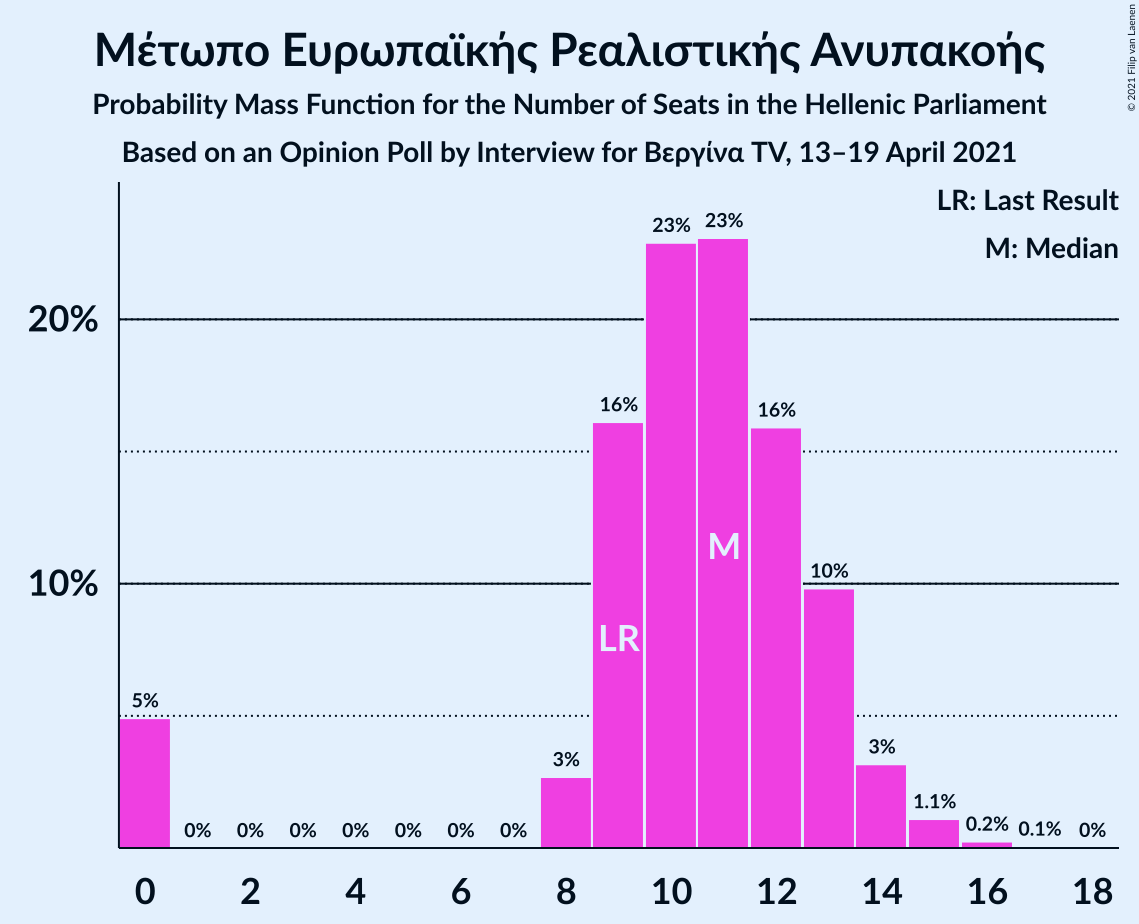 Μέτωπο Ευρωπαϊκής Ρεαλιστικής Ανυπακοής
Probability Mass Function for the Number of Seats in the Hellenic Parliament
Based on an Opinion Poll by Interview for Βεργίνα TV, 13–19 April 2021
© 2021 Filip van Laenen
LR: Last Result
M: Median
20%
10%
5%
0%
0%
0%
0%
0%
0%
0%
3%
16%
23%
23%
16%
10%
3%
1.1%
0.2%
0.1%
0%
LR
M
0 2 4 6 8 10 12 14 16 18